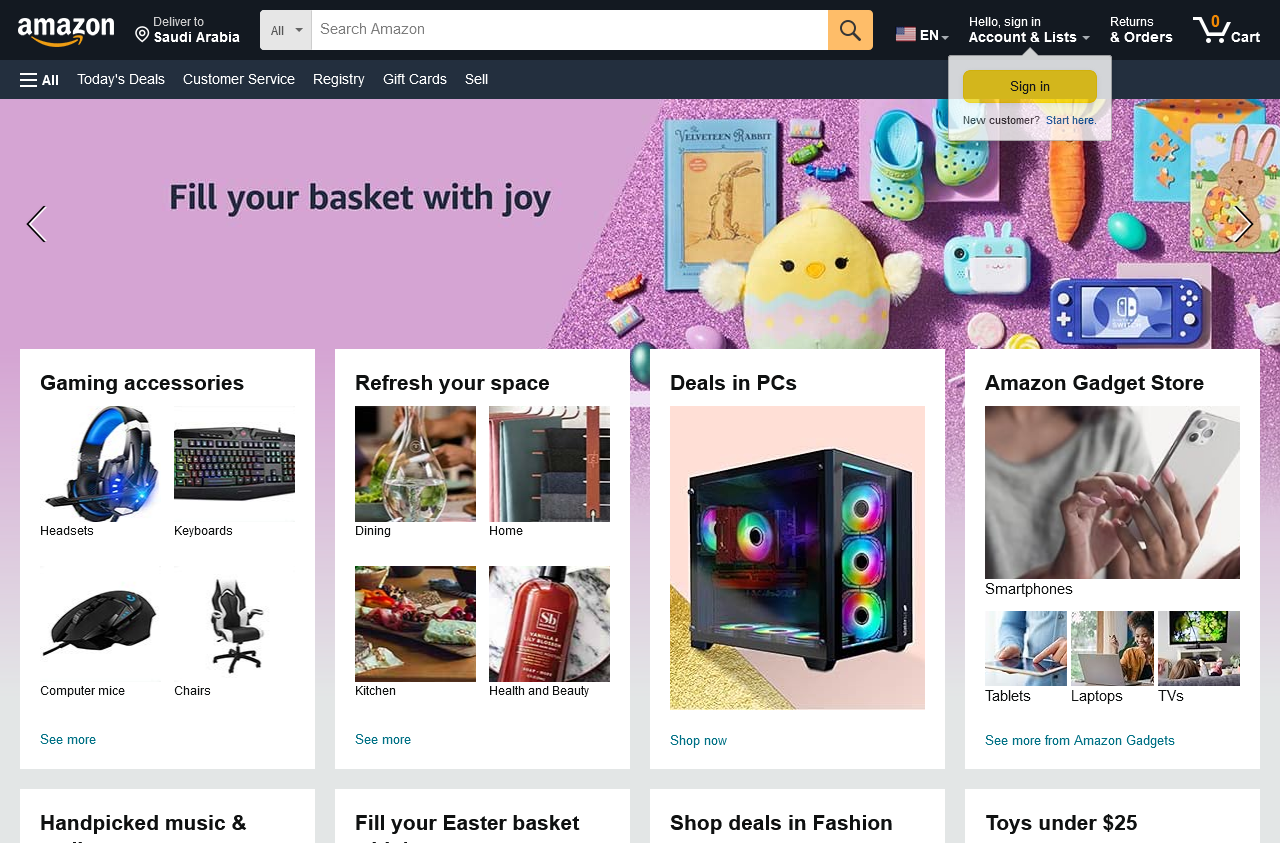 amazon
Deliver to
Saudi Arabia
All
Search Amazon
EN
Hello, sign in
Account & Lists
Returns
& Orders
0
Cart
All
Today's Deals
Customer Service
Registry
Gift Cards
Sell
Sign in
New customer? Start here.
Fill your basket with joy
The
VELVETEEN RABBIT
SWITCH
Gaming accessories
Headsets
Keyboards
Computer mice
Chairs
See more
Refresh your space
Dining
Home
Kitchen
Sb
VANILLA &
LILY BLOSSOM
Health and Beauty
See more
Deals in PCs
Shop now
Amazon Gadget Store
Smartphones
Tablets
Laptops
TVs
See more from Amazon Gadgets
Handpicked music &
Fill your Easter basket
Shop deals in Fashion
Toys under $25